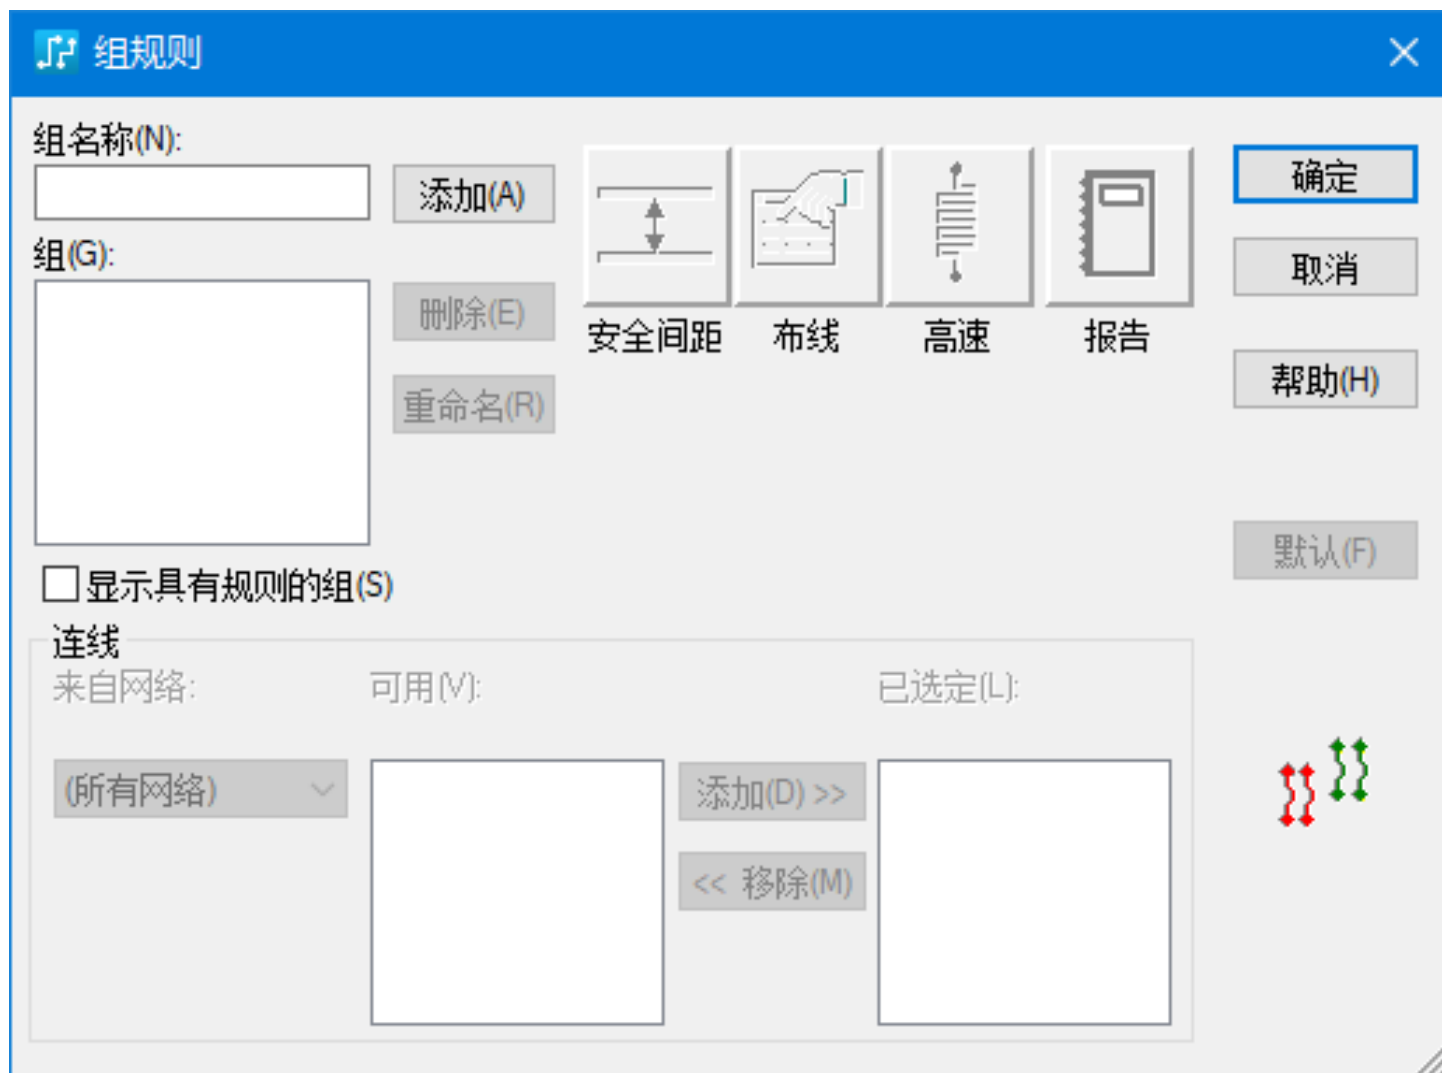 组规则
组名称(N):
添加(A)
组(G):
删除(E)
重命名(R)
安全间距
布线
高速
报告
确定
取消
帮助(H)
默认(F)
显示具有规则的组(S)
连线
来自网络:
可用(V):
已选定(L):
(所有网络)
添加(D) >>
<< 移除(M)